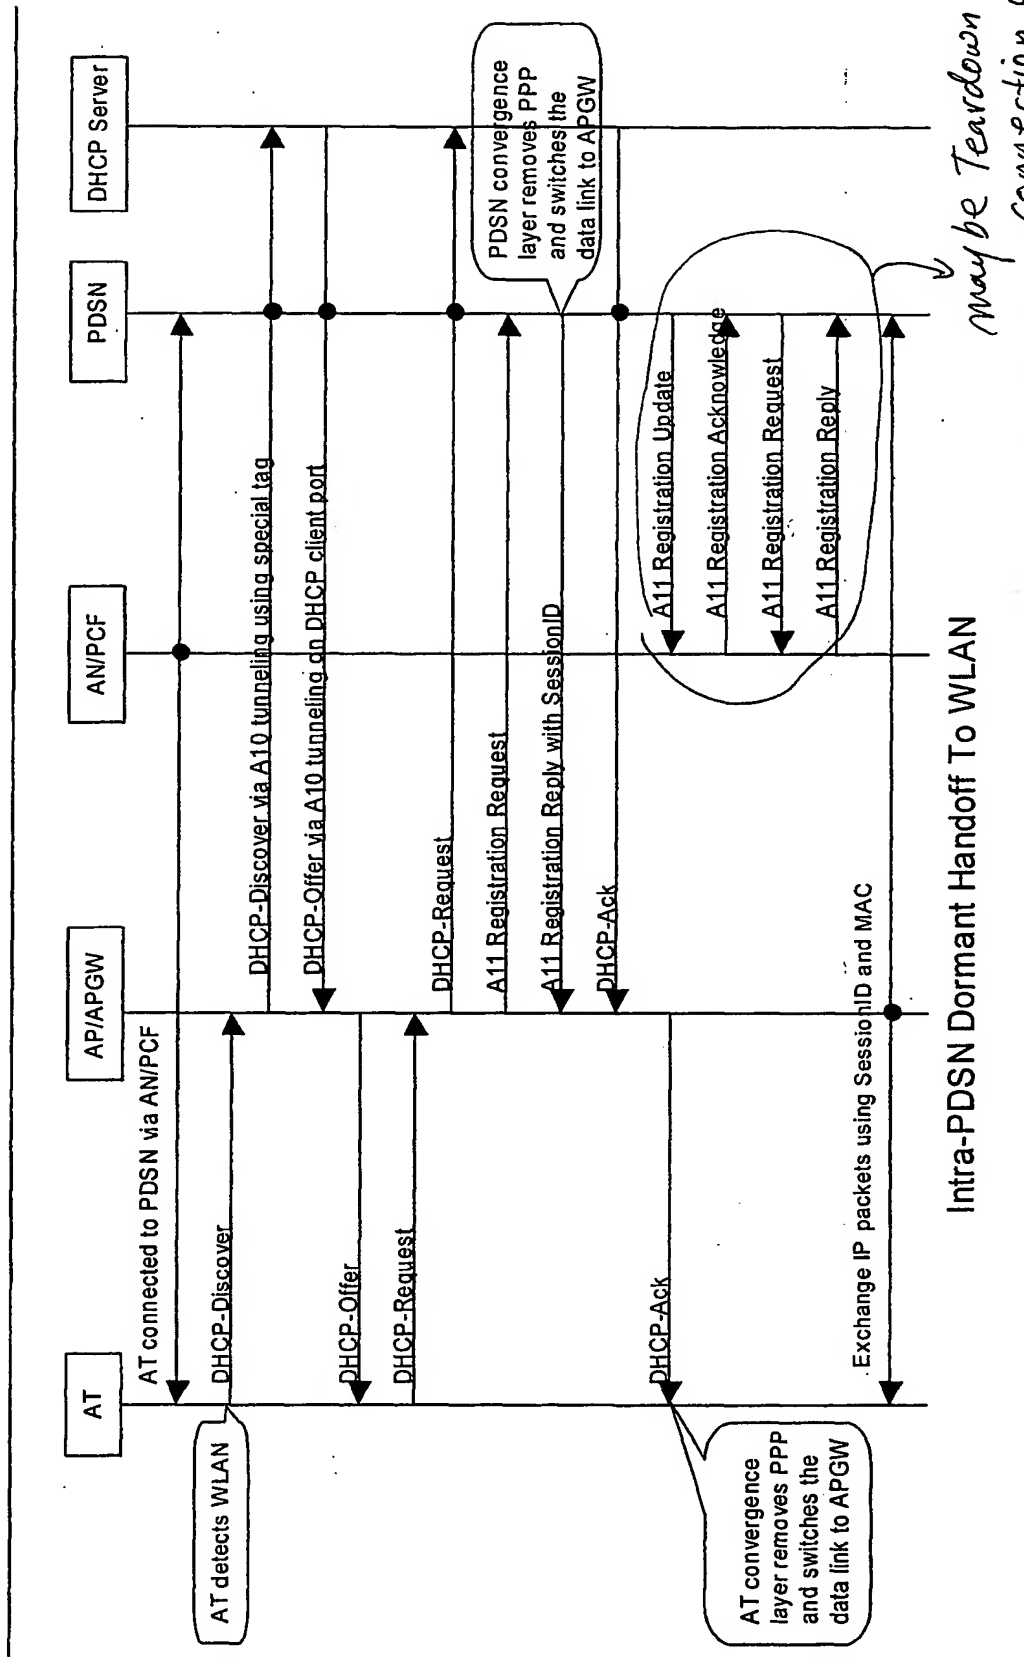 AT
AP/APGW
AN/PCF
PDSN
DHCP Server
AT connected to PDSN via AN/PCF
AT detects WLAN
DHCP-Discover
DHCP-Discover via A10 tunneling using special tag
DHCP-Offer via A10 tunneling on DHCP client port
DHCP-Offer
DHCP-Request
DHCP-Request
A11 Registration Request
PDSN convergence
layer removes PPP
and switches the
data link to APGW
A11 Registration Reply with SessionID
DHCP-Ack
DHCP-Ack
AT convergence
layer removes PPP
and switches the
data link to APGW
A11 Registration Update
A11 Registration Acknowledge
A11 Registration Request
A11 Registration Reply
Exchange IP packets using SessionID and MAC
may be Teardown
connection
Intra-PDSN Dormant Handoff To WLAN